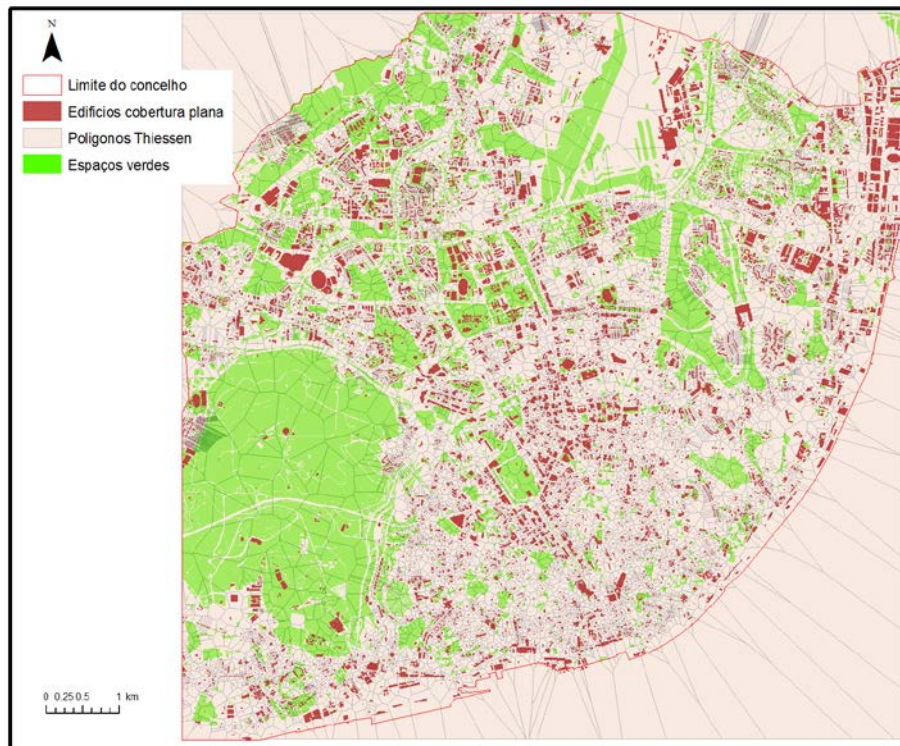 N
Limite do concelho
Edificios cobertura plana
Poligonos Thiessen
Espaços verdes
0 0.25 0.5 1 km